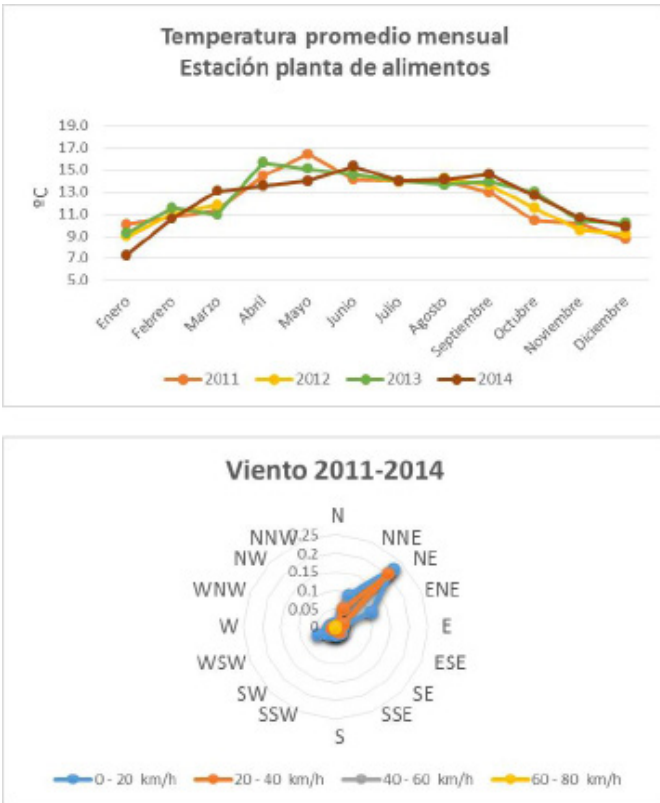 Temperatura promedio mensual
Estación planta de alimentos
19.0
17.0
15.0
13.0
11.0
9.0
7.0
5.0
ºC
Enero
Febrero
Marzo
Abril
Mayo
Junio
Julio
Agosto
Septiembre
Octubre
Noviembre
Diciembre
2011 2012 2013 2014
Viento 2011-2014
N
NNE
NE
ENE
E
ESE
SE
SSE
S
SSW
SW
WSW
W
WNW
NW
NNW
0.25
0.2
0.15
0.1
0.05
0
0 - 20 km/h 20 - 40 km/h 40 - 60 km/h 60 - 80 km/h